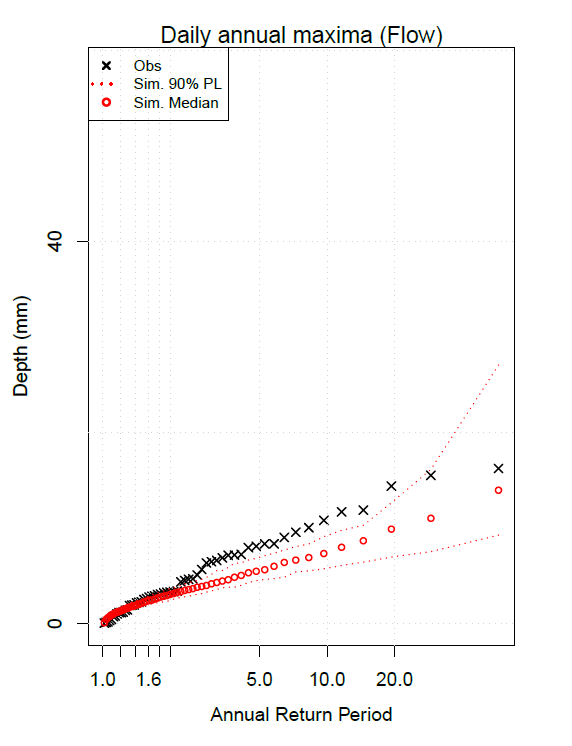 Daily annual maxima (Flow)
Obs
Sim. 90% PL
Sim. Median
40
0
Depth (mm)
1.0 1.6 5.0 10.0 20.0
Annual Return Period